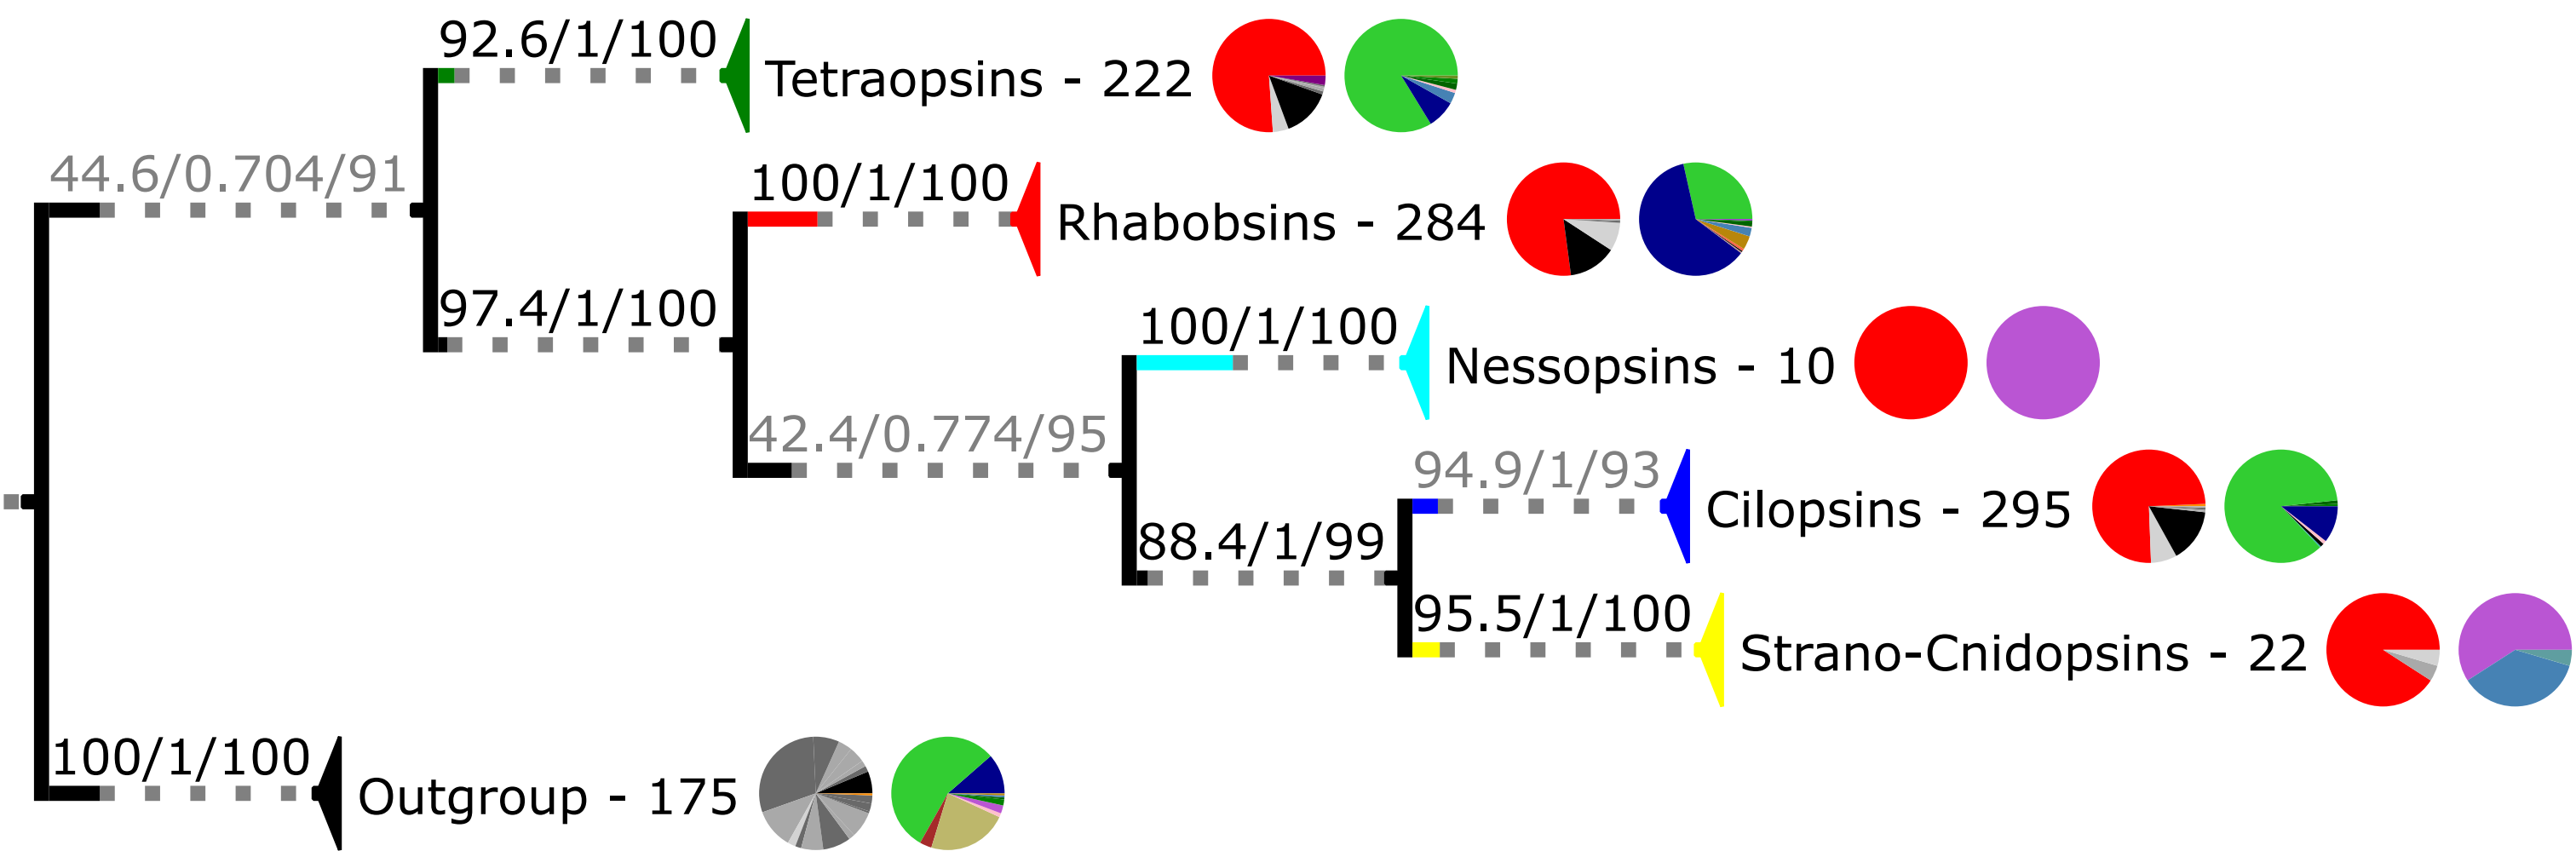 92.6/1/100
Tetraopsins - 222
44.6/0.704/91
100/1/100
Rhabobsins - 284
97.4/1/100
100/1/100
Nessopsins - 10
42.4/0.774/95
94.9/1/93
Cilopsins - 295
88.4/1/99
95.5/1/100
Strano-Cnidopsins - 22
100/1/100
Outgroup - 175